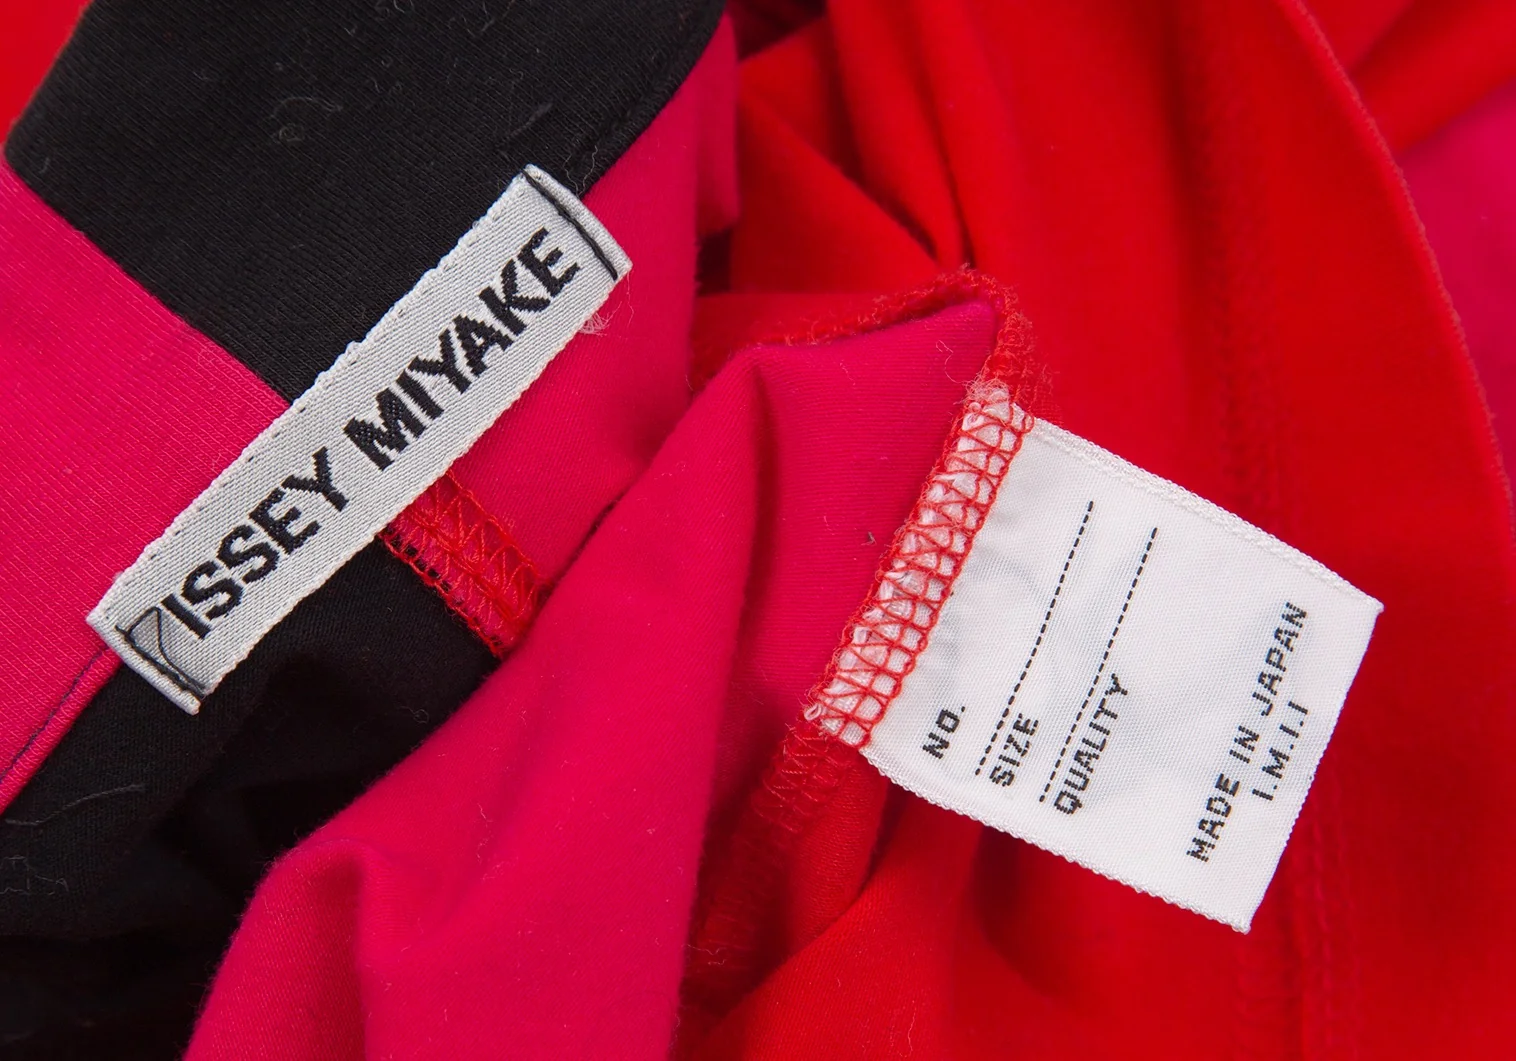 ISSEY MIYAKE
NO.
SIZE
QUALITY
MADE IN JAPAN
I.M.I.I